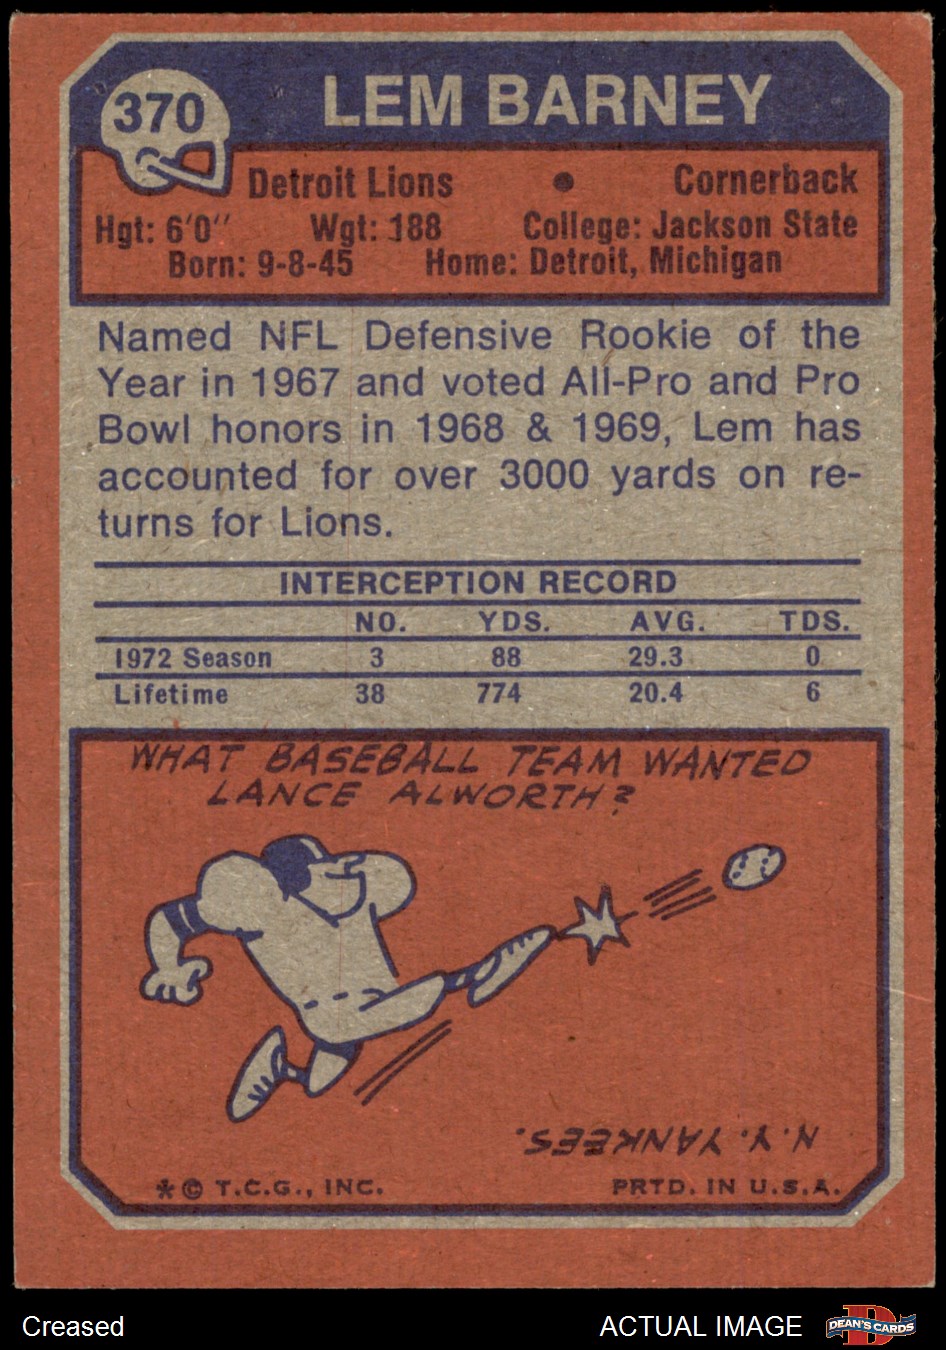 370
LEM BARNEY
Detroit Lions • Cornerback
Hgt: 6'0" Wgt: 188 College: Jackson State
Born: 9-8-45 Home: Detroit, Michigan
Named NFL Defensive Rookie of the
Year in 1967 and voted All-Pro and Pro
Bowl honors in 1968 & 1969, Lem has
accounted for over 3000 yards on re-
turns for Lions.
INTERCEPTION RECORD
NO. YDS. AVG. TDS.
1972 Season 3 88 29.3 0
Lifetime 38 774 20.4 6
WHAT BASEBALL TEAM WANTED
LANCE ALWORTH?
N.Y. YANKEES.
* © T.C.G., INC. PRTD. IN U.S.A.
Creased ACTUAL IMAGE DEAN'S CARDS